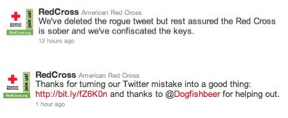 RedCross American Red Cross
We've deleted the rogue tweet but rest assured the Red Cross
is sober and we've confiscated the keys.
12 hours ago
RedCross American Red Cross
Thanks for turning our Twitter mistake into a good thing:
http://bit.ly/fZ6K0n and thanks to @Dogfishbeer for helping out.
1 hour ago